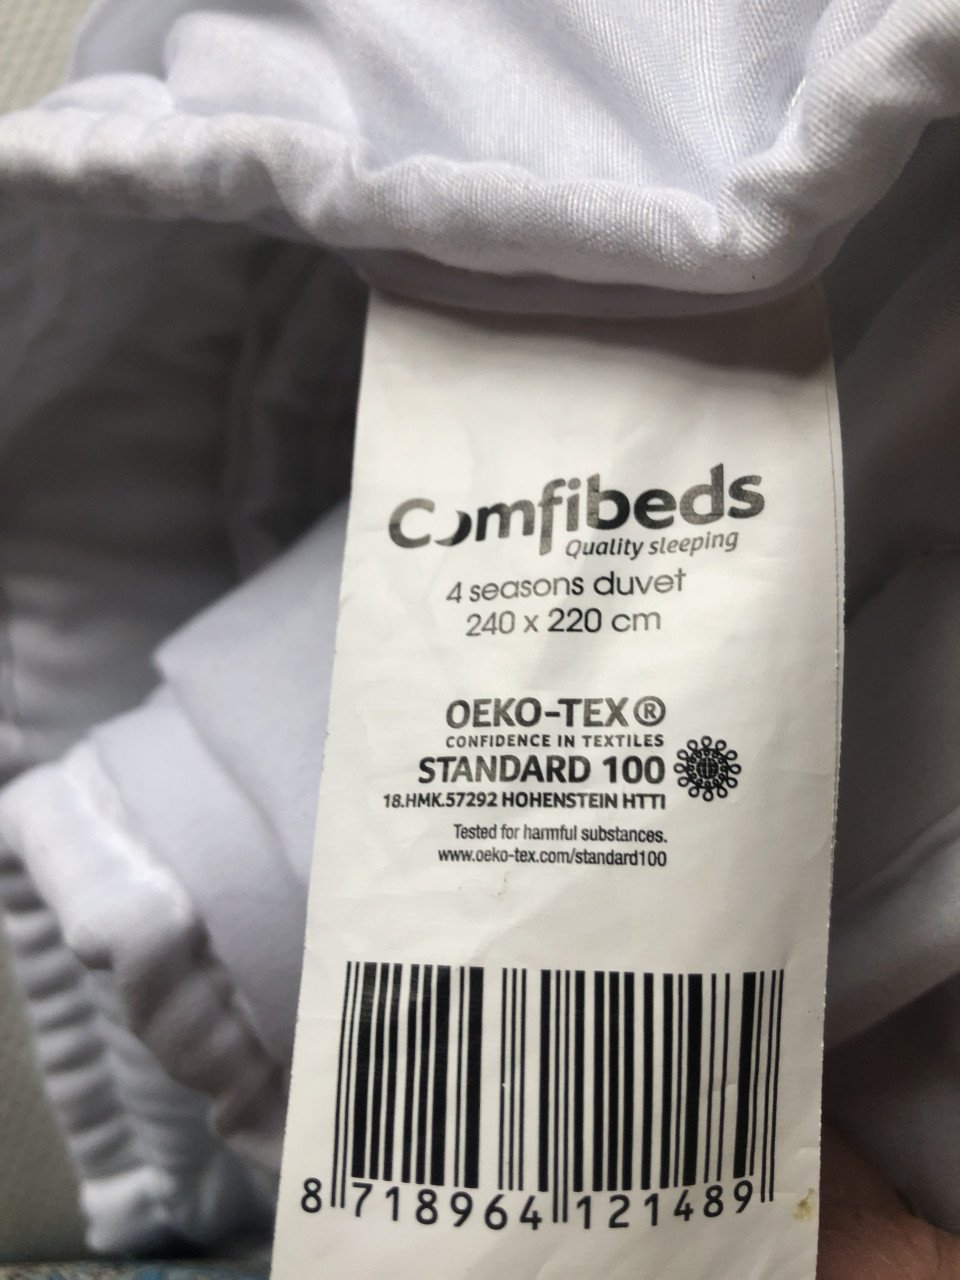 Comfibeds
Quality sleeping
4 seasons duvet
240 x 220 cm
OEKO-TEX®
CONFIDENCE IN TEXTILES
STANDARD 100
18.HMK.57292 HOHENSTEIN HTTI
Tested for harmful substances.
www.oeko-tex.com/standard100
8 718964 121489